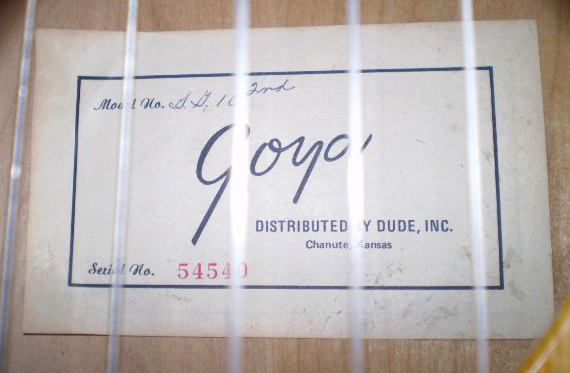 Model No. G.G. 10 2nd
Goya
DISTRIBUTED BY DUDE, INC.
Chanute, Kansas
Serial No. 54540